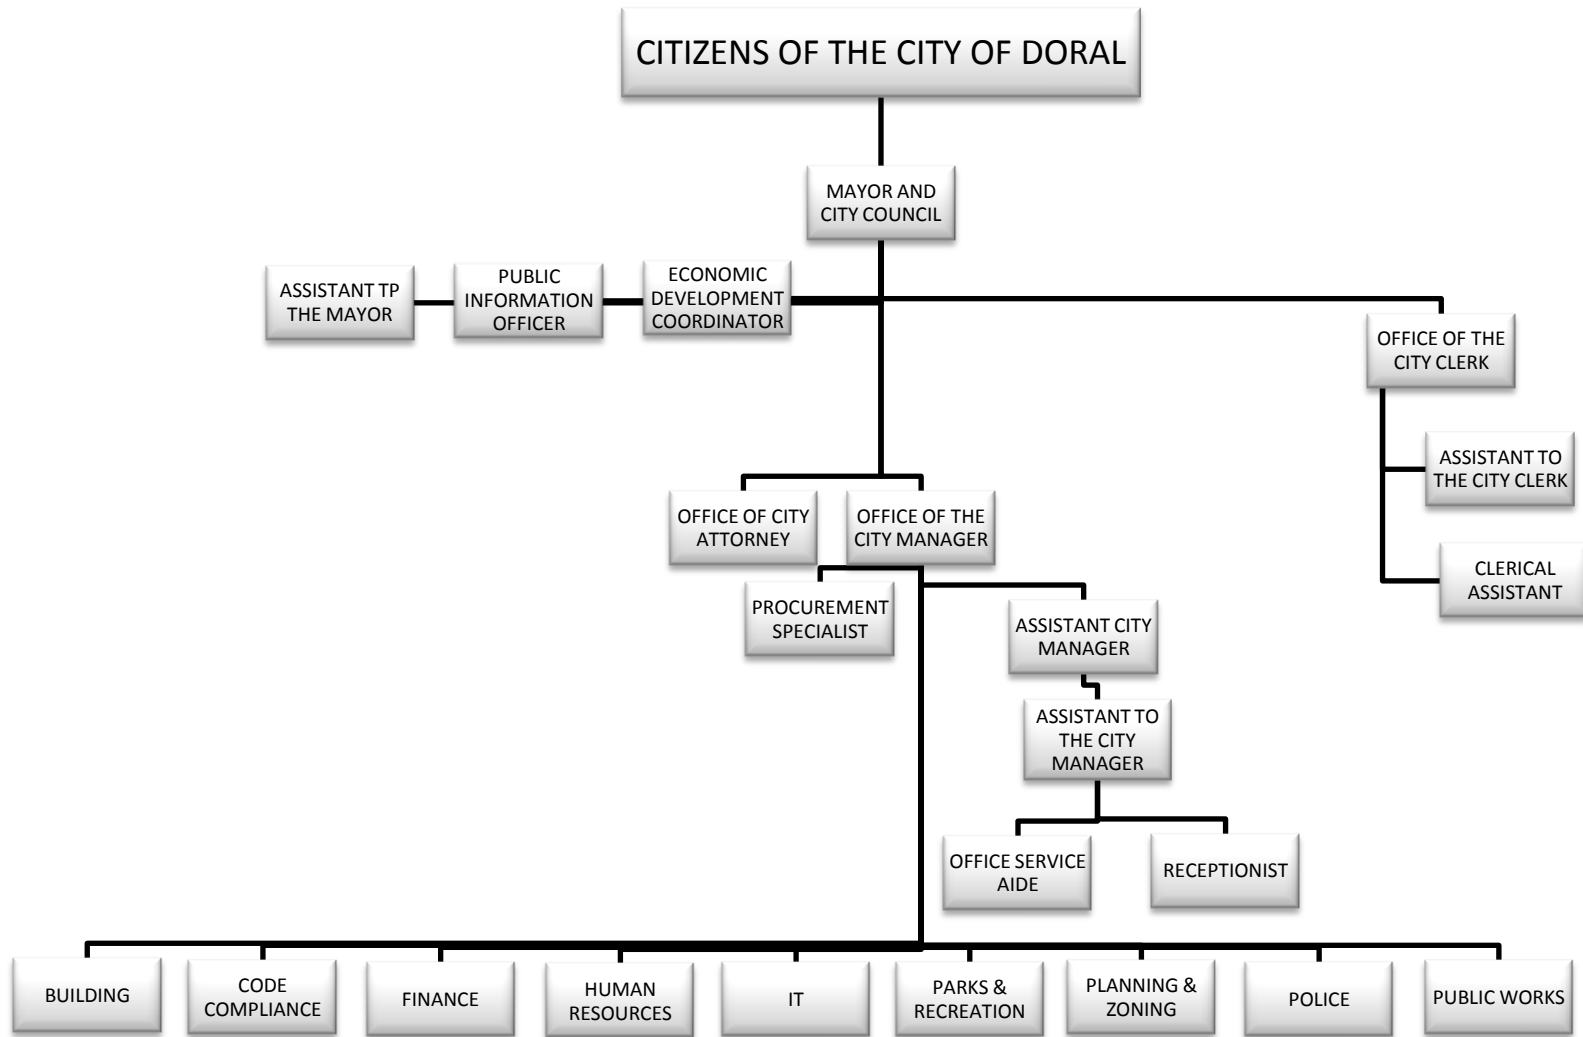 CITIZENS OF THE CITY OF DORAL
MAYOR AND
CITY COUNCIL
ASSISTANT TP
THE MAYOR
PUBLIC
INFORMATION
OFFICER
ECONOMIC
DEVELOPMENT
COORDINATOR
OFFICE OF THE
CITY CLERK
ASSISTANT TO
THE CITY CLERK
CLERICAL
ASSISTANT
OFFICE OF CITY
ATTORNEY
OFFICE OF THE
CITY MANAGER
PROCUREMENT
SPECIALIST
ASSISTANT CITY
MANAGER
ASSISTANT TO
THE CITY
MANAGER
OFFICE SERVICE
AIDE
RECEPTIONIST
BUILDING
CODE
COMPLIANCE
FINANCE
HUMAN
RESOURCES
IT
PARKS &
RECREATION
PLANNING &
ZONING
POLICE
PUBLIC WORKS